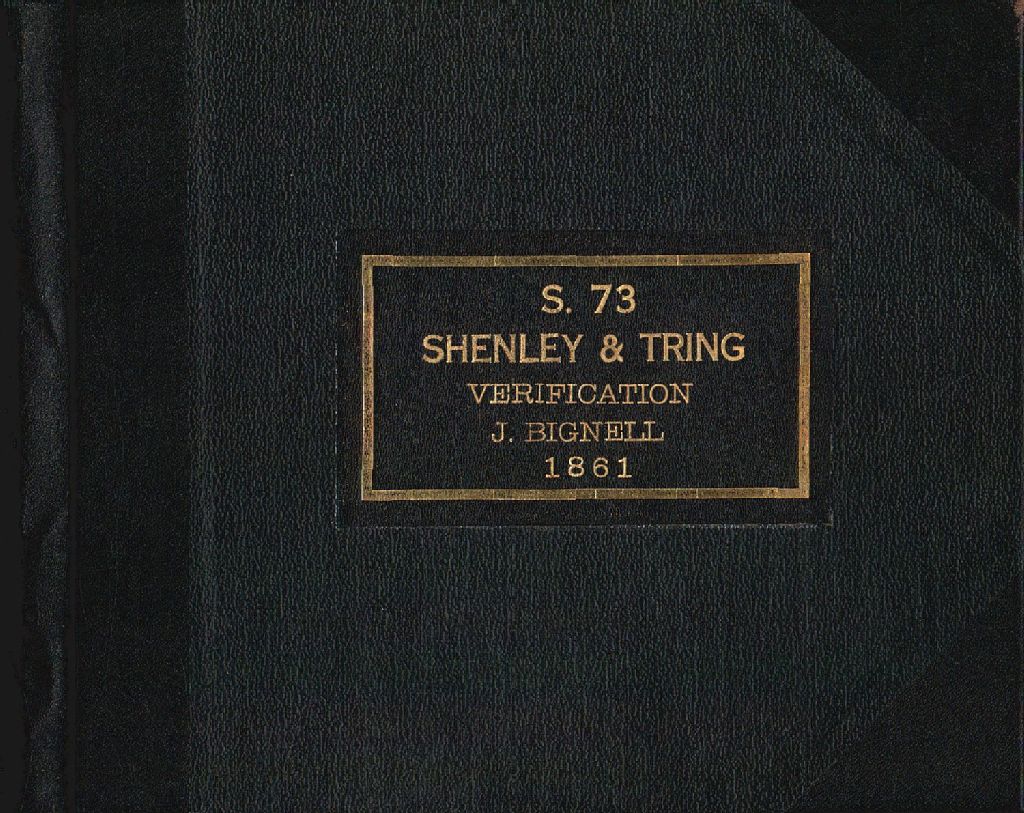 S. 73
SHENLEY & TRING
VERIFICATION
J. BIGNELL
1861